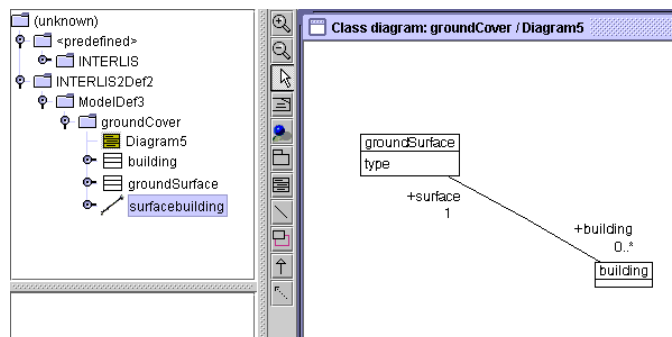 (unknown)
<predefined>
INTERLIS
INTERLIS2Def2
ModelDef3
groundCover
Diagram5
building
groundSurface
surfacebuilding
Class diagram: groundCover / Diagram5
groundSurface
type
+surface
1
+building
0..*
building